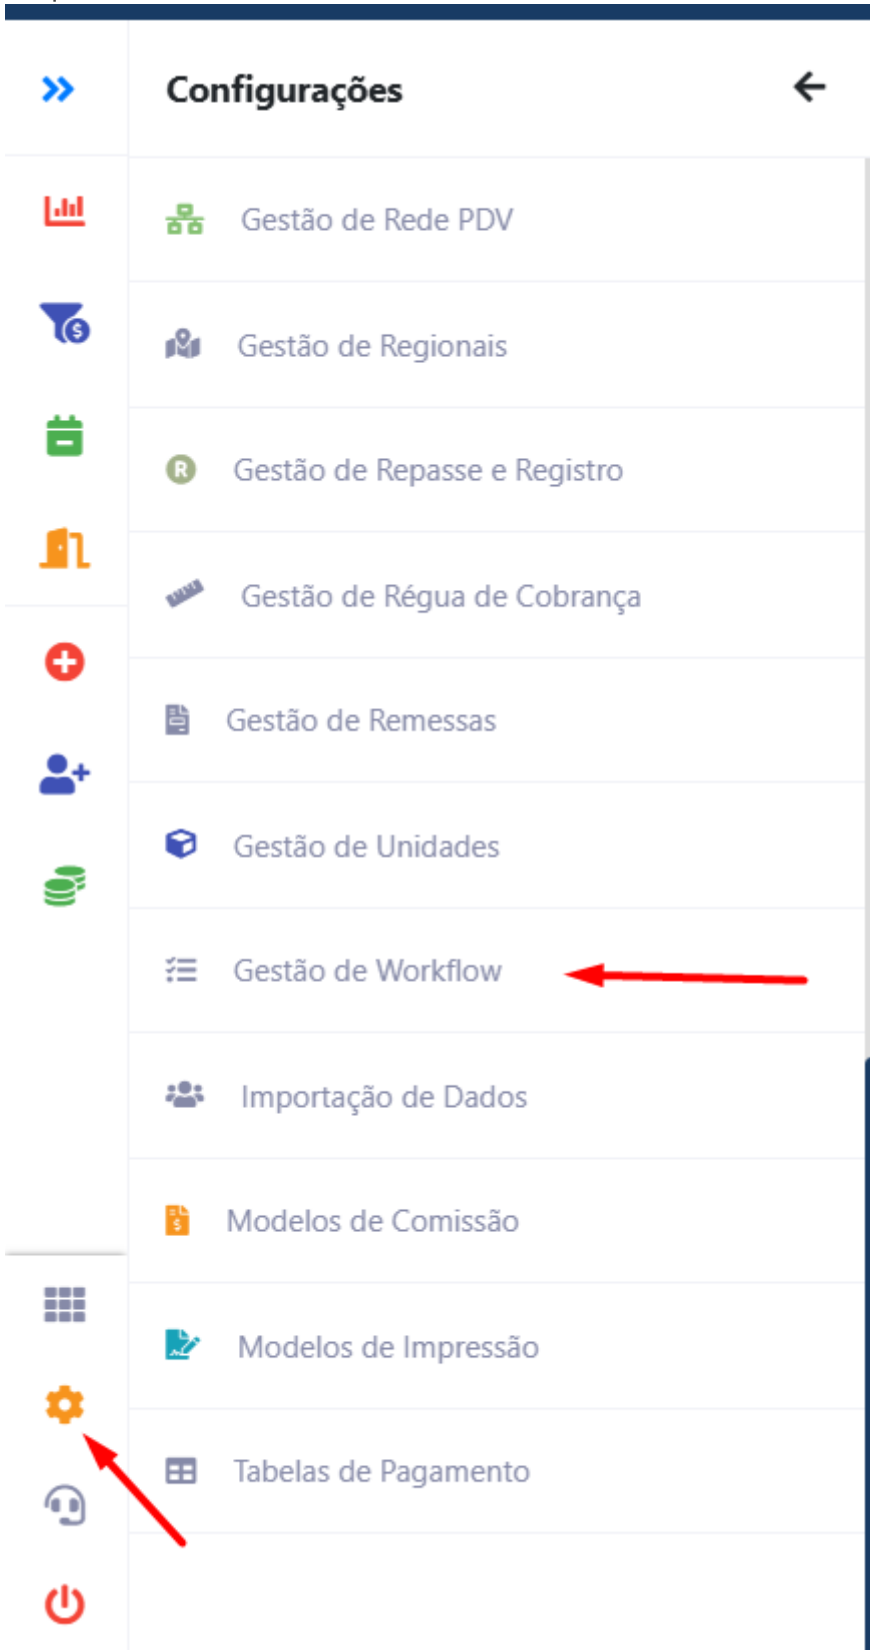 Configurações
Gestão de Rede PDV
Gestão de Regionais
Gestão de Repasse e Registro
Gestão de Régua de Cobrança
Gestão de Remessas
Gestão de Unidades
Gestão de Workflow
Importação de Dados
Modelos de Comissão
Modelos de Impressão
Tabelas de Pagamento